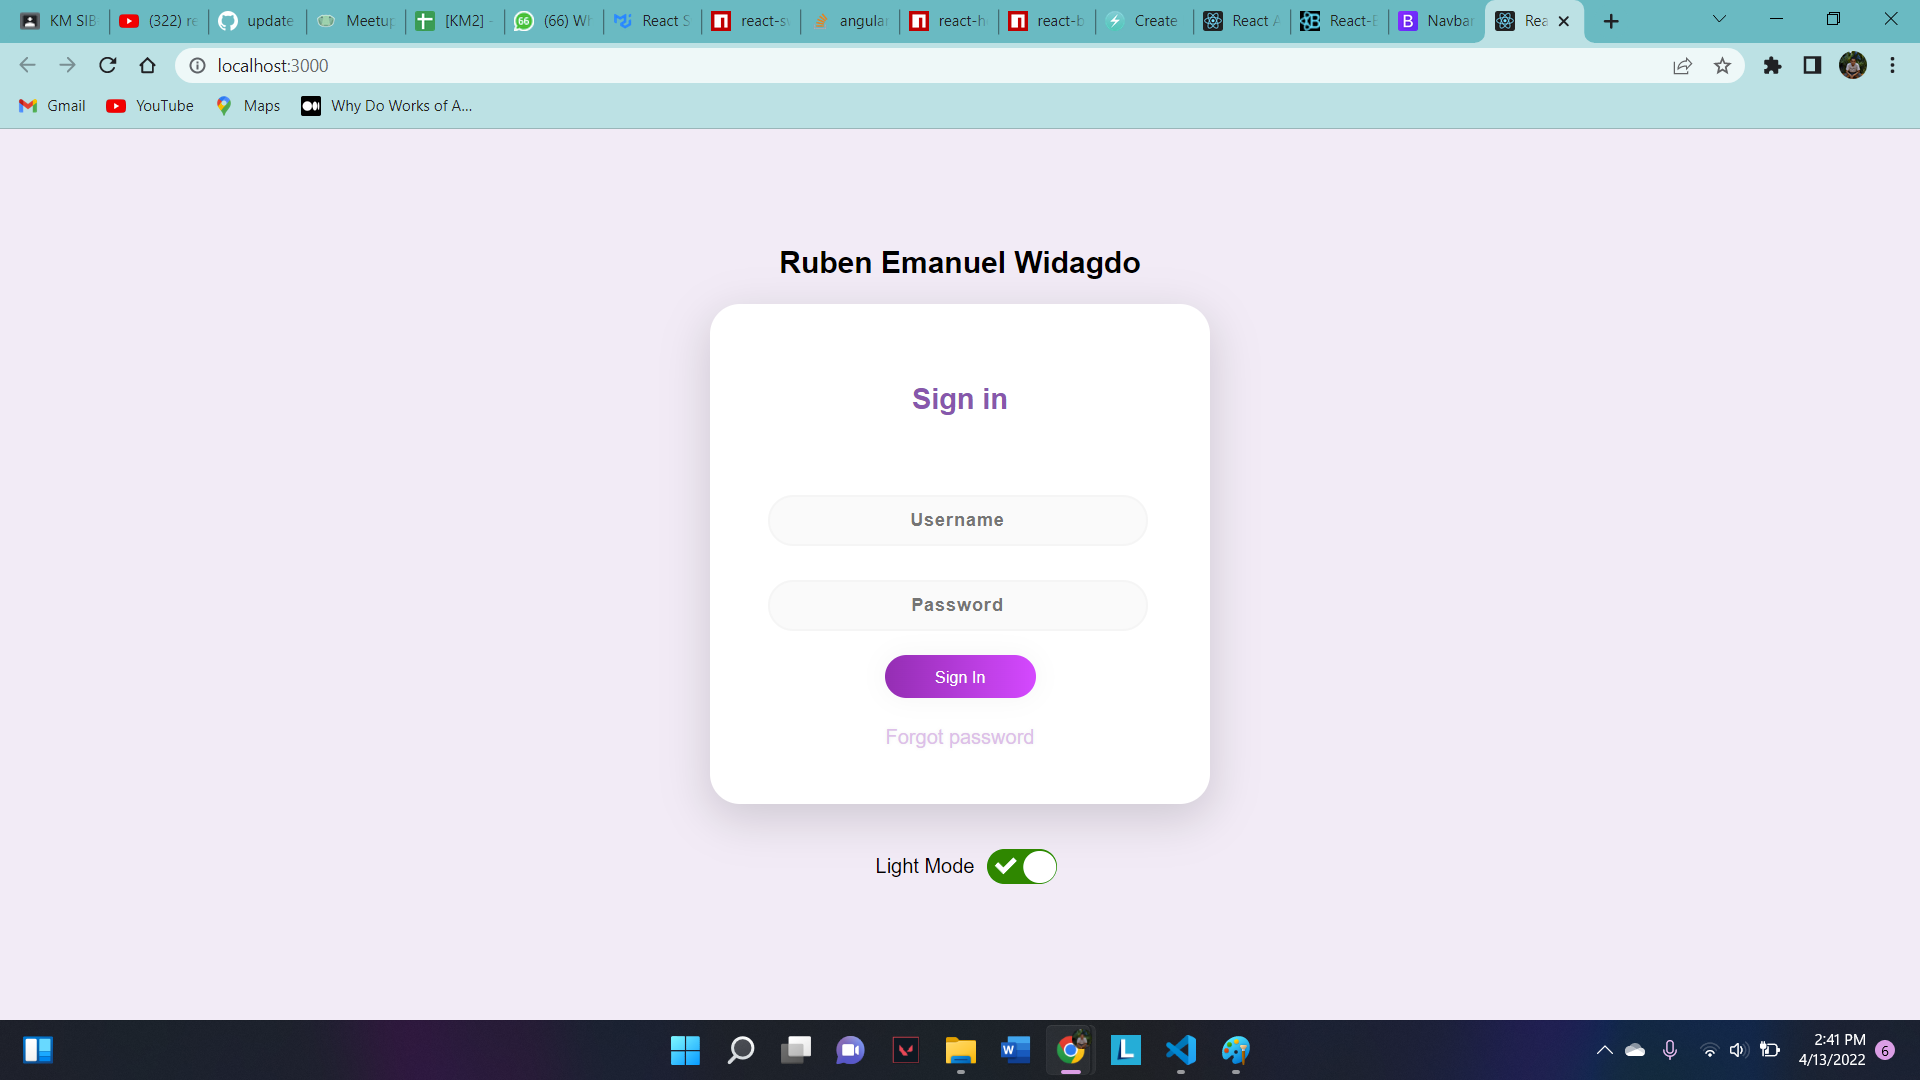 KM SIB
(322) re
update
Meetup
[KM2] -
(66) Wh
React S
react-sv
angular
react-h
react-b
Create
React A
React-B
Navbar
Rea
localhost:3000
Gmail
YouTube
Maps
Why Do Works of A...
Ruben Emanuel Widagdo
Sign in
Username
Password
Sign In
Forgot password
Light Mode
2:41 PM
4/13/2022
6